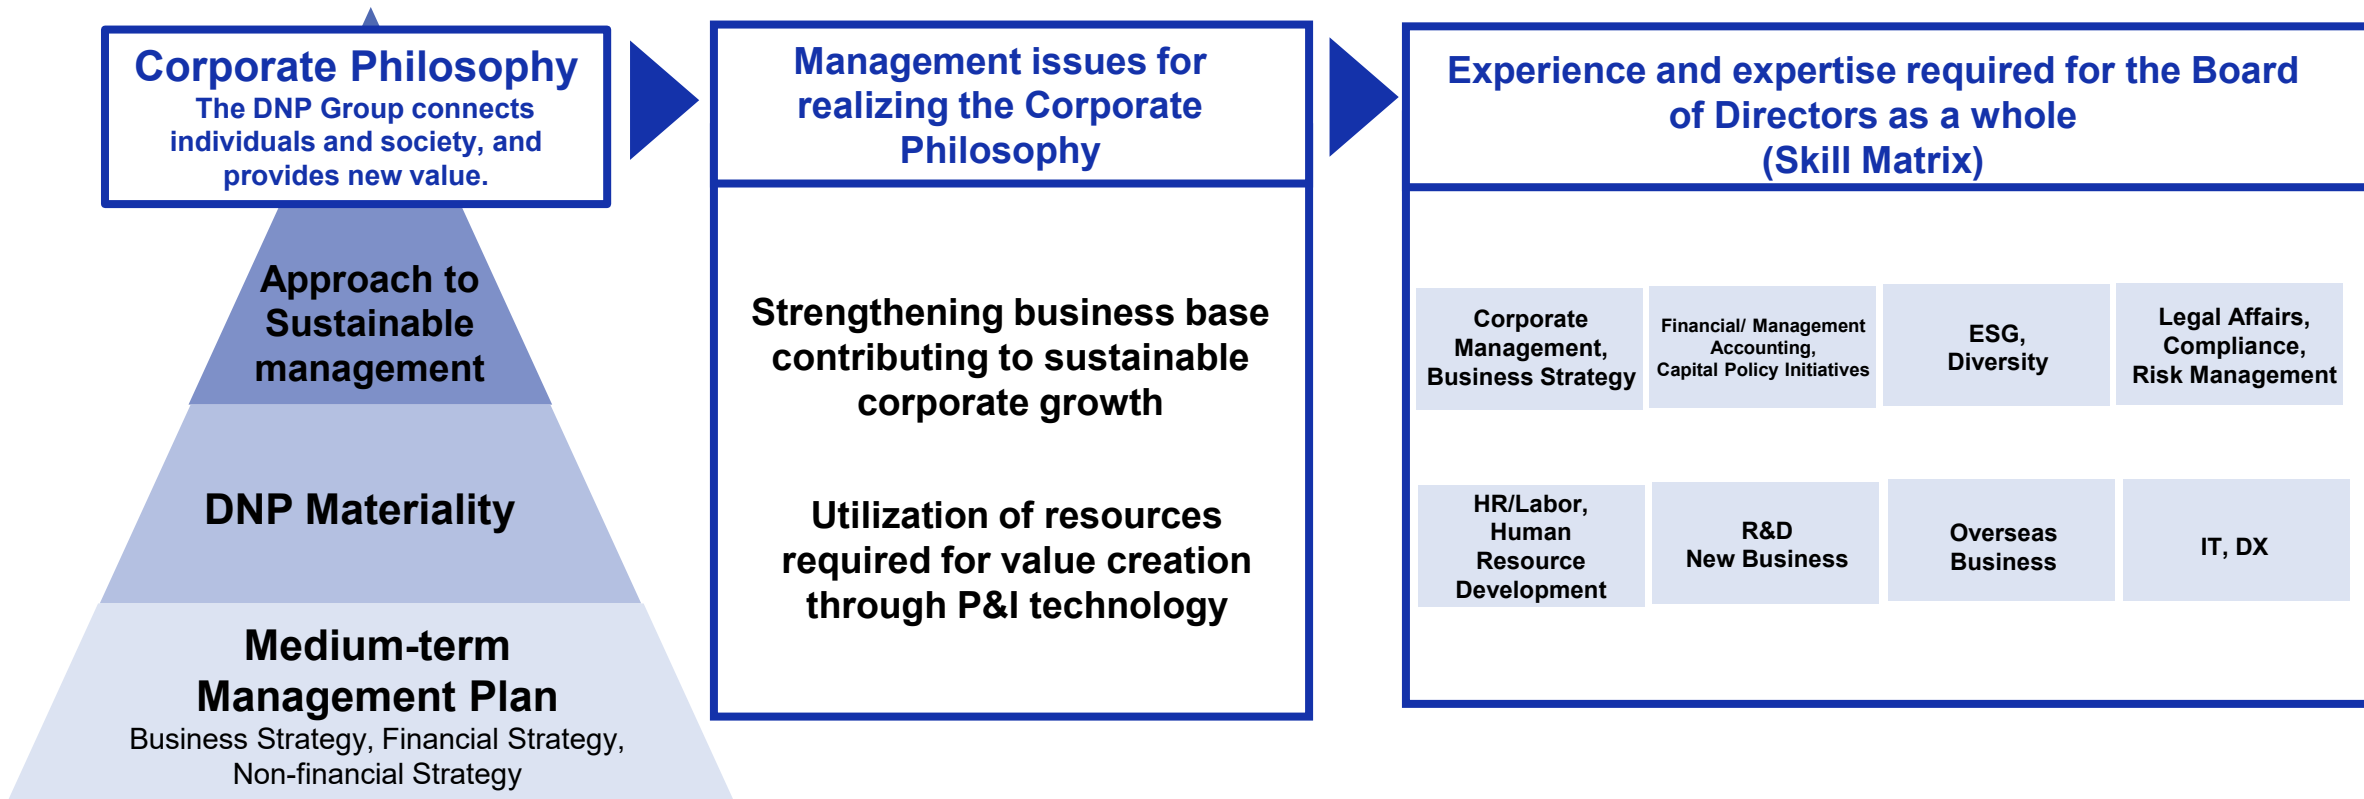 Corporate Philosophy
The DNP Group connects
individuals and society, and
provides new value.
Approach to
Sustainable
management
DNP Materiality
Medium-term
Management Plan
Business Strategy, Financial Strategy,
Non-financial Strategy
Management issues for
realizing the Corporate
Philosophy
Strengthening business base
contributing to sustainable
corporate growth
Utilization of resources
required for value creation
through P&I technology
Experience and expertise required for the Board
of Directors as a whole
(Skill Matrix)
Corporate
Management,
Business Strategy
Financial/ Management
Accounting,
Capital Policy Initiatives
ESG,
Diversity
Legal Affairs,
Compliance,
Risk Management
HR/Labor,
Human
Resource
Development
R&D
New Business
Overseas
Business
IT, DX